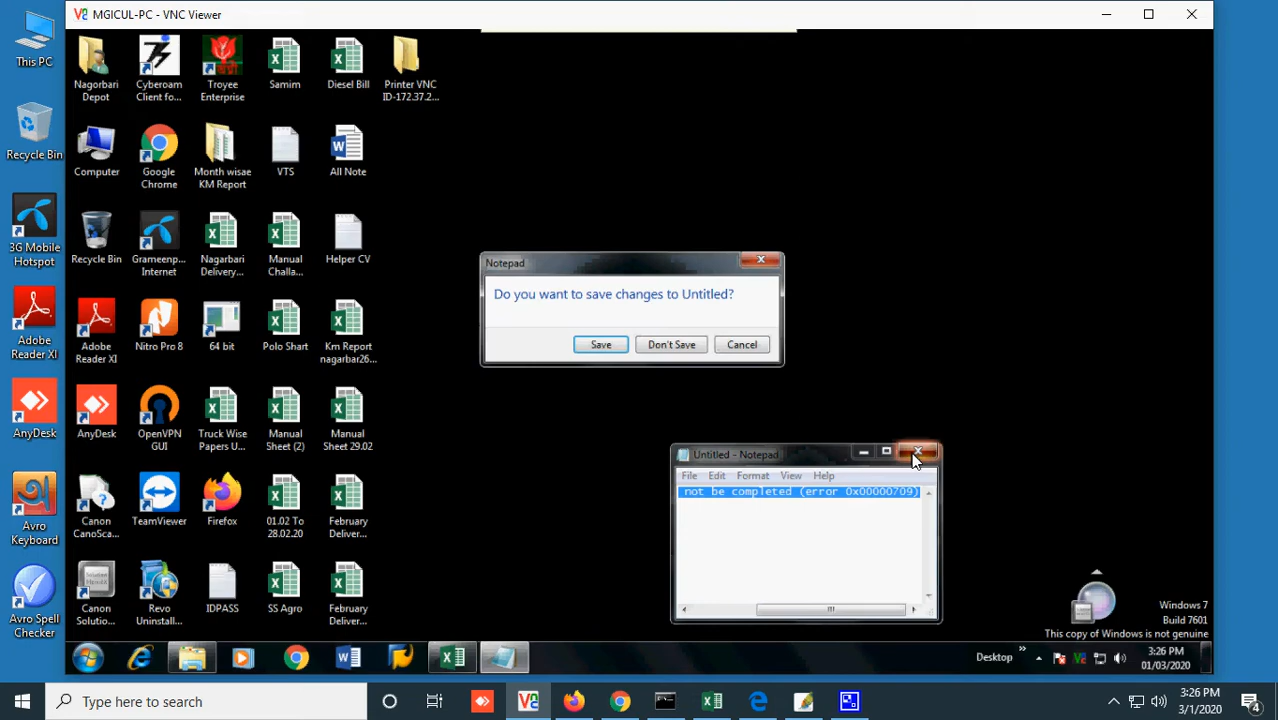 MGICUL-PC - VNC Viewer
This PC
Recycle Bin
3G Mobile
Hotspot
Adobe
Reader XI
AnyDesk
Avro
Keyboard
Avro Spell
Checker
Nagorbari
Depot
Cyberoam
Client fo...
Troyee
Enterprise
Samim
Diesel Bill
Printer VNC
ID-172.37.2...
Computer
Google
Chrome
Month wisae
KM Report
VTS
All Note
Recycle Bin
Grameenp...
Internet
Nagarbari
Delivery...
Manual
Challa...
Helper CV
Adobe
Reader XI
Nitro Pro 8
64 bit
Polo Shart
Km Report
nagarbar26...
AnyDesk
OpenVPN
GUI
Truck Wise
Papers U...
Manual
Sheet (2)
Manual
Sheet 29.02
Canon
CanoSca...
TeamViewer
Firefox
01.02 To
28.02.20
February
Deliver...
Canon
Solutio...
Revo
Uninstall...
IDPASS
SS Agro
February
Deliver...
Notepad
Do you want to save changes to Untitled?
Save
Don't Save
Cancel
Untitled - Notepad
File Edit Format View Help
not be completed (error 0x00000709)
Windows 7
Build 7601
This copy of Windows is not genuine
Desktop
3:26 PM
01/03/2020
Type here to search
3:26 PM
3/1/2020
4